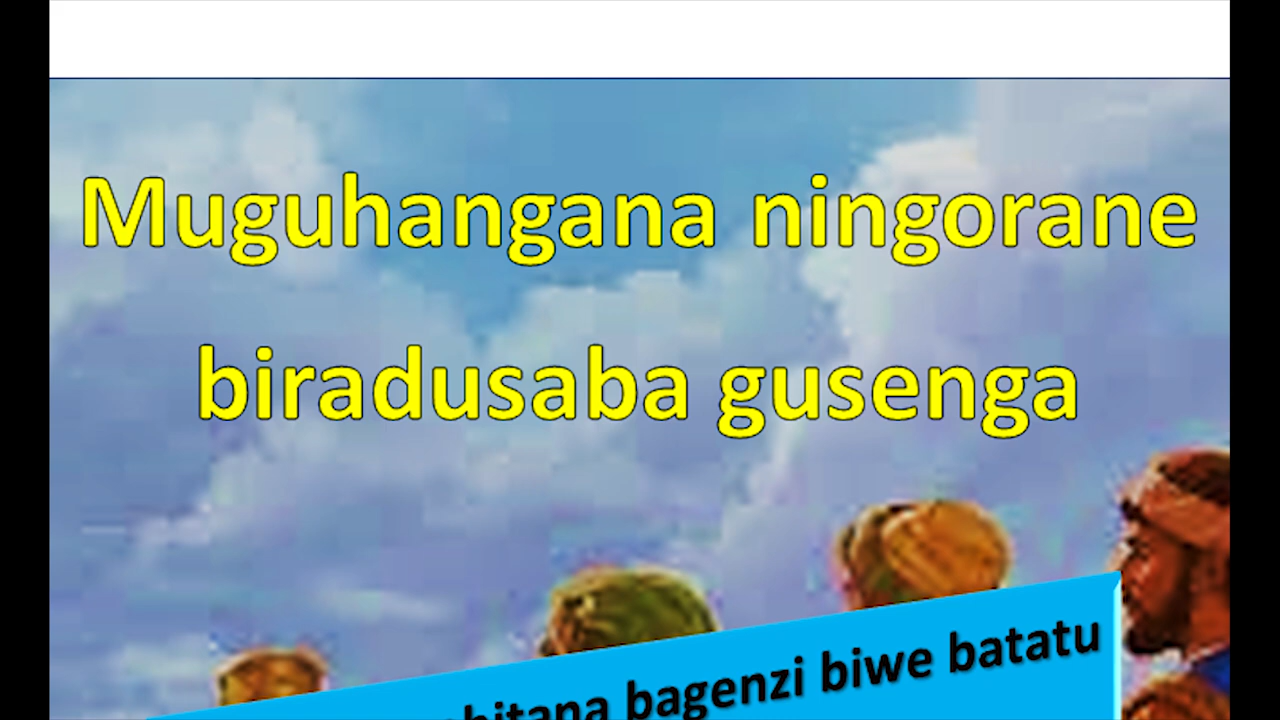 Muguhangana ningorane
biradusaba gusenga
bagenzi biwe batatu